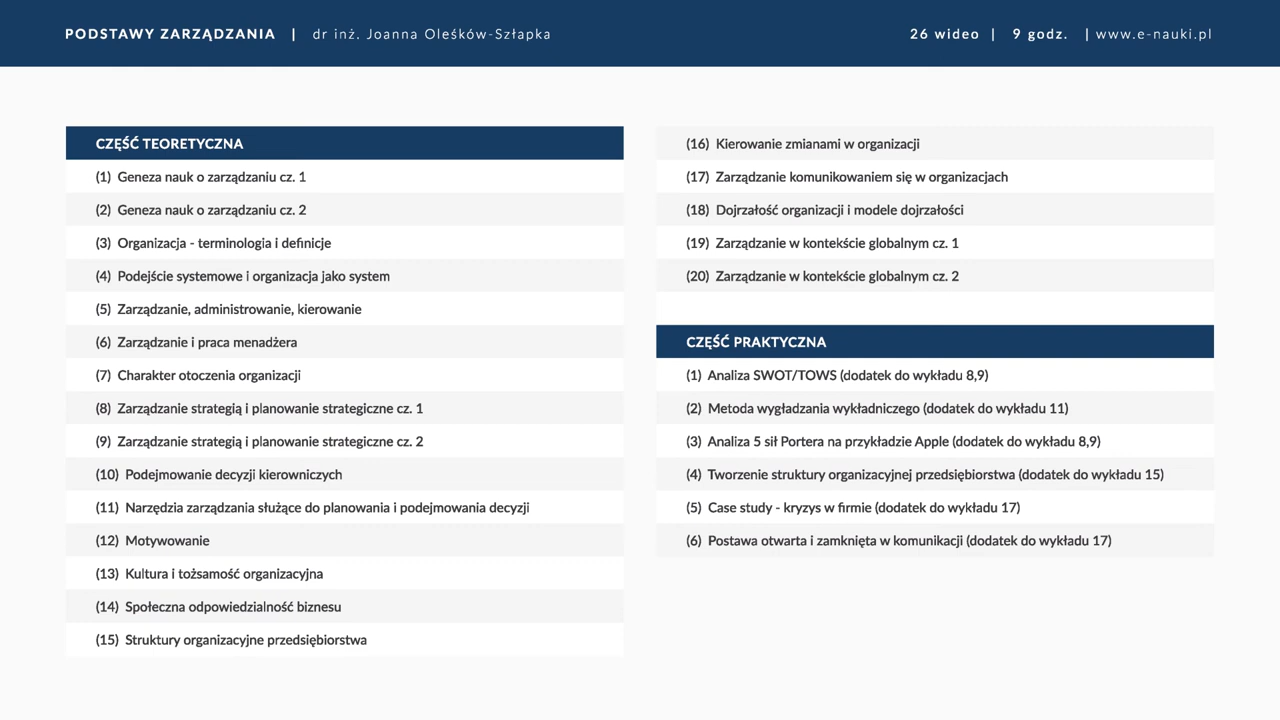 PODSTAWY ZARZĄDZANIA | dr inż. Joanna Oleśków-Szłapka
26 wideo | 9 godz. | www.e-nauki.pl
CZĘŚĆ TEORETYCZNA
(1) Geneza nauk o zarządzaniu cz. 1
(2) Geneza nauk o zarządzaniu cz. 2
(3) Organizacja - terminologia i definicje
(4) Podejście systemowe i organizacja jako system
(5) Zarządzanie, administrowanie, kierowanie
(6) Zarządzanie i praca menadżera
(7) Charakter otoczenia organizacji
(8) Zarządzanie strategią i planowanie strategiczne cz. 1
(9) Zarządzanie strategią i planowanie strategiczne cz. 2
(10) Podejmowanie decyzji kierowniczych
(11) Narzędzia zarządzania służące do planowania i podejmowania decyzji
(12) Motywowanie
(13) Kultura i tożsamość organizacyjna
(14) Społeczna odpowiedzialność biznesu
(15) Struktury organizacyjne przedsiębiorstwa
(16) Kierowanie zmianami w organizacji
(17) Zarządzanie komunikowaniem się w organizacjach
(18) Dojrzałość organizacji i modele dojrzałości
(19) Zarządzanie w kontekście globalnym cz. 1
(20) Zarządzanie w kontekście globalnym cz. 2
CZĘŚĆ PRAKTYCZNA
(1) Analiza SWOT/TOWS (dodatek do wykładu 8,9)
(2) Metoda wygładzania wykładniczego (dodatek do wykładu 11)
(3) Analiza 5 sił Portera na przykładzie Apple (dodatek do wykładu 8,9)
(4) Tworzenie struktury organizacyjnej przedsiębiorstwa (dodatek do wykładu 15)
(5) Case study - kryzys w firmie (dodatek do wykładu 17)
(6) Postawa otwarta i zamknięta w komunikacji (dodatek do wykładu 17)